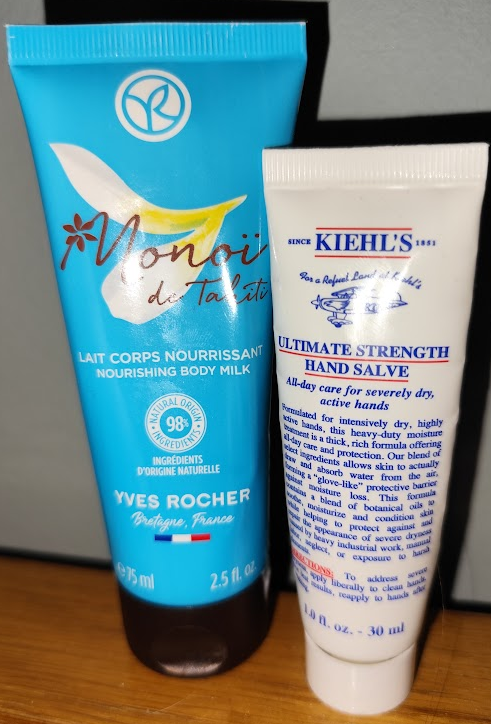 Monoï
de Tahiti
LAIT CORPS NOURRISSANT
NOURISHING BODY MILK
NATURAL ORIGIN
98%
INGREDIENTS
INGRÉDIENTS
D'ORIGINE NATURELLE
YVES ROCHER
Bretagne, France
℮75 ml 2.5 fl. oz.
SINCE KIEHL'S 1851
For a Refuel Land at Kiehl's
ULTIMATE STRENGTH
HAND SALVE
All-day care for severely dry,
active hands
Formulated for intensively dry, highly
active hands, this heavy-duty moisture
treatment is a thick, rich formula offering
all-day care and protection. Our blend of
select ingredients allows skin to actually
draw and absorb water from the air,
forming a "glove-like" protective barrier
against moisture loss. This formula
contains a blend of botanical oils to
soothe, moisturize and condition skin
while helping to protect against and
the appearance of severe dryness
caused by heavy industrial work, manual
neglect, or exposure to harsh
DIRECTIONS: To address severe
apply liberally to clean hands.
results, reapply to hands after
1.0 fl. oz. - 30 ml